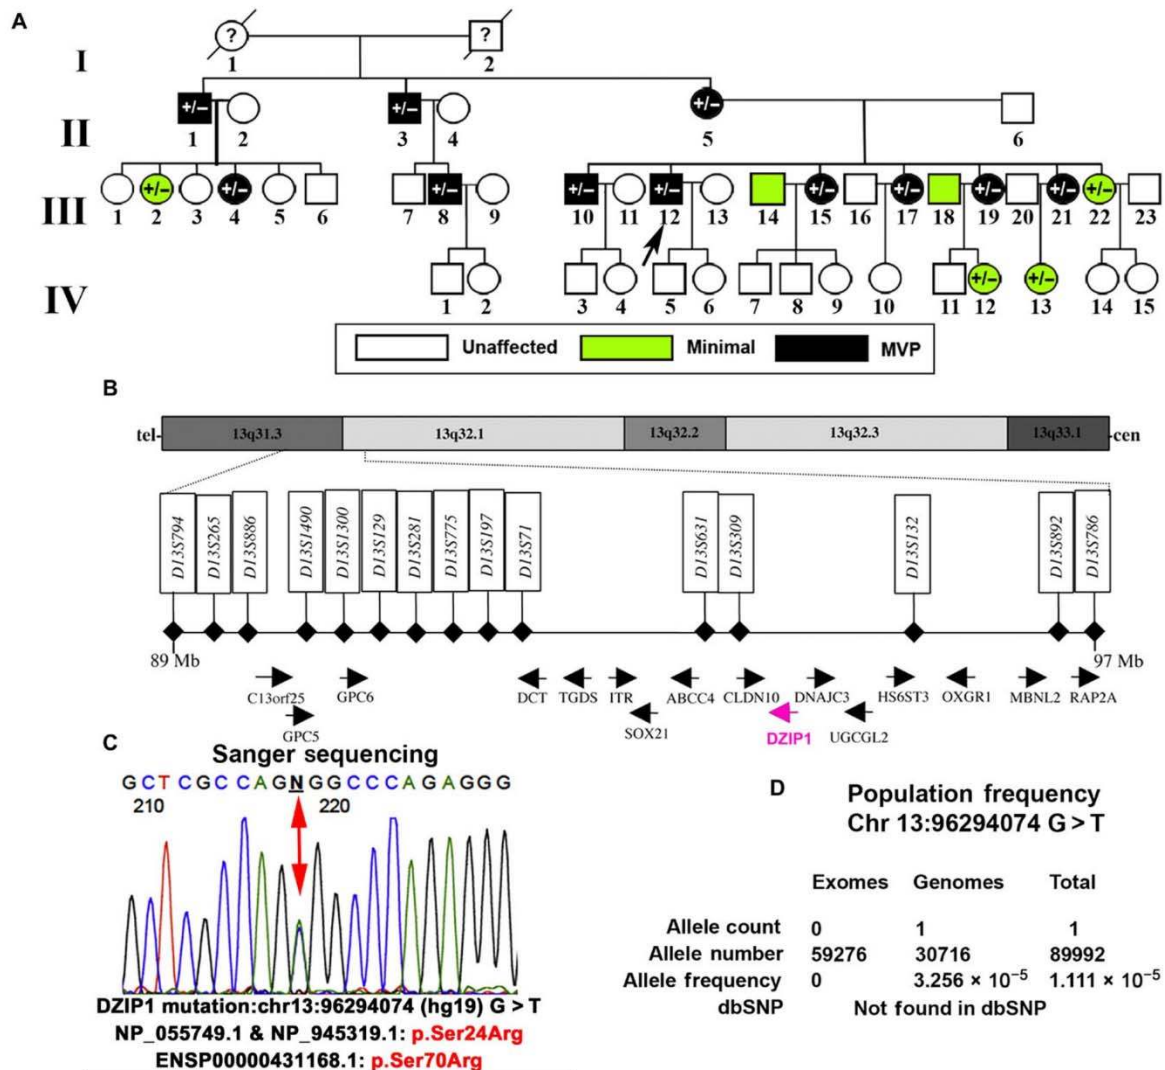 A
I
? ?
1 2
II
+/– +/– +/–
1 2 3 4 5 6
III
+/– +/– +/– +/– +/– +/– +/– +/– +/– +/–
1 2 3 4 5 6 7 8 9 10 11 12 13 14 15 16 17 18 19 20 21 22 23
IV
+/– +/–
1 2 3 4 5 6 7 8 9 10 11 12 13 14 15
Unaffected Minimal MVP
B
tel- 13q31.3 13q32.1 13q32.2 13q32.3 13q33.1 -cen
D13S794 D13S265 D13S886 D13S1490 D13S1300 D13S129 D13S281 D13S775 D13S197 D13S71 D13S631 D13S309 D13S132 D13S892 D13S786
89 Mb 97 Mb
C13orf25 GPC6 DCT TGDS ITR ABCC4 CLDN10 DNAJC3 HS6ST3 OXGR1 MBNL2 RAP2A
GPC5 SOX21 DZIP1 UGCGL2
C
Sanger sequencing
G C T C G C C A G N G G C C C A G A G G G
210 220
DZIP1 mutation:chr13:96294074 (hg19) G > T
NP_055749.1 & NP_945319.1: p.Ser24Arg
ENSP00000431168.1: p.Ser70Arg
D
Population frequency
Chr 13:96294074 G > T
Exomes Genomes Total
Allele count 0 1 1
Allele number 59276 30716 89992
Allele frequency 0 3.256 × 10⁻⁵ 1.111 × 10⁻⁵
dbSNP Not found in dbSNP